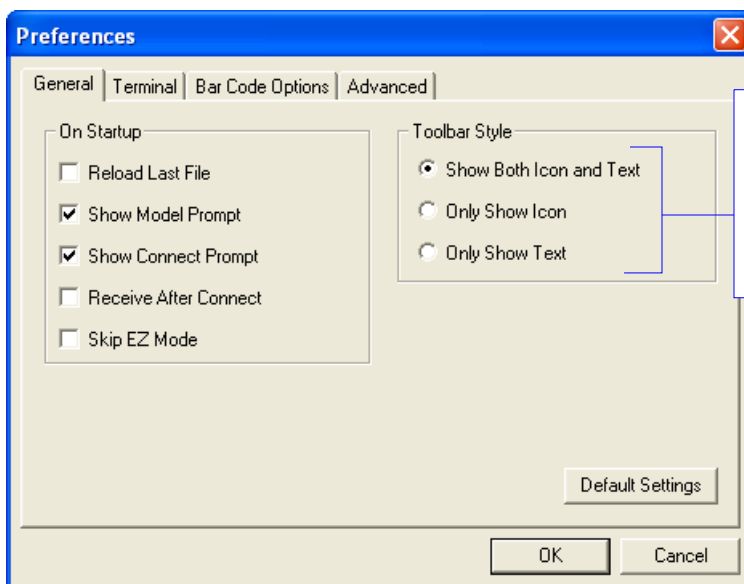 Preferences
General Terminal Bar Code Options Advanced
On Startup
Reload Last File
Show Model Prompt
Show Connect Prompt
Receive After Connect
Skip EZ Mode
Toolbar Style
Show Both Icon and Text
Only Show Icon
Only Show Text
Default Settings
OK Cancel